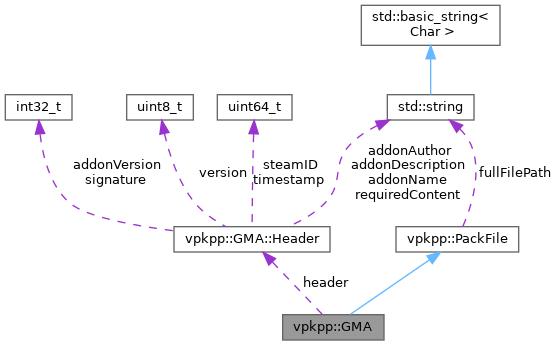 std::basic_string<
Char >
int32_t
uint8_t
uint64_t
std::string
addonVersion
signature
version
steamID
timestamp
addonAuthor
addonDescription
addonName
requiredContent
fullFilePath
vpkpp::GMA::Header
vpkpp::PackFile
header
vpkpp::GMA